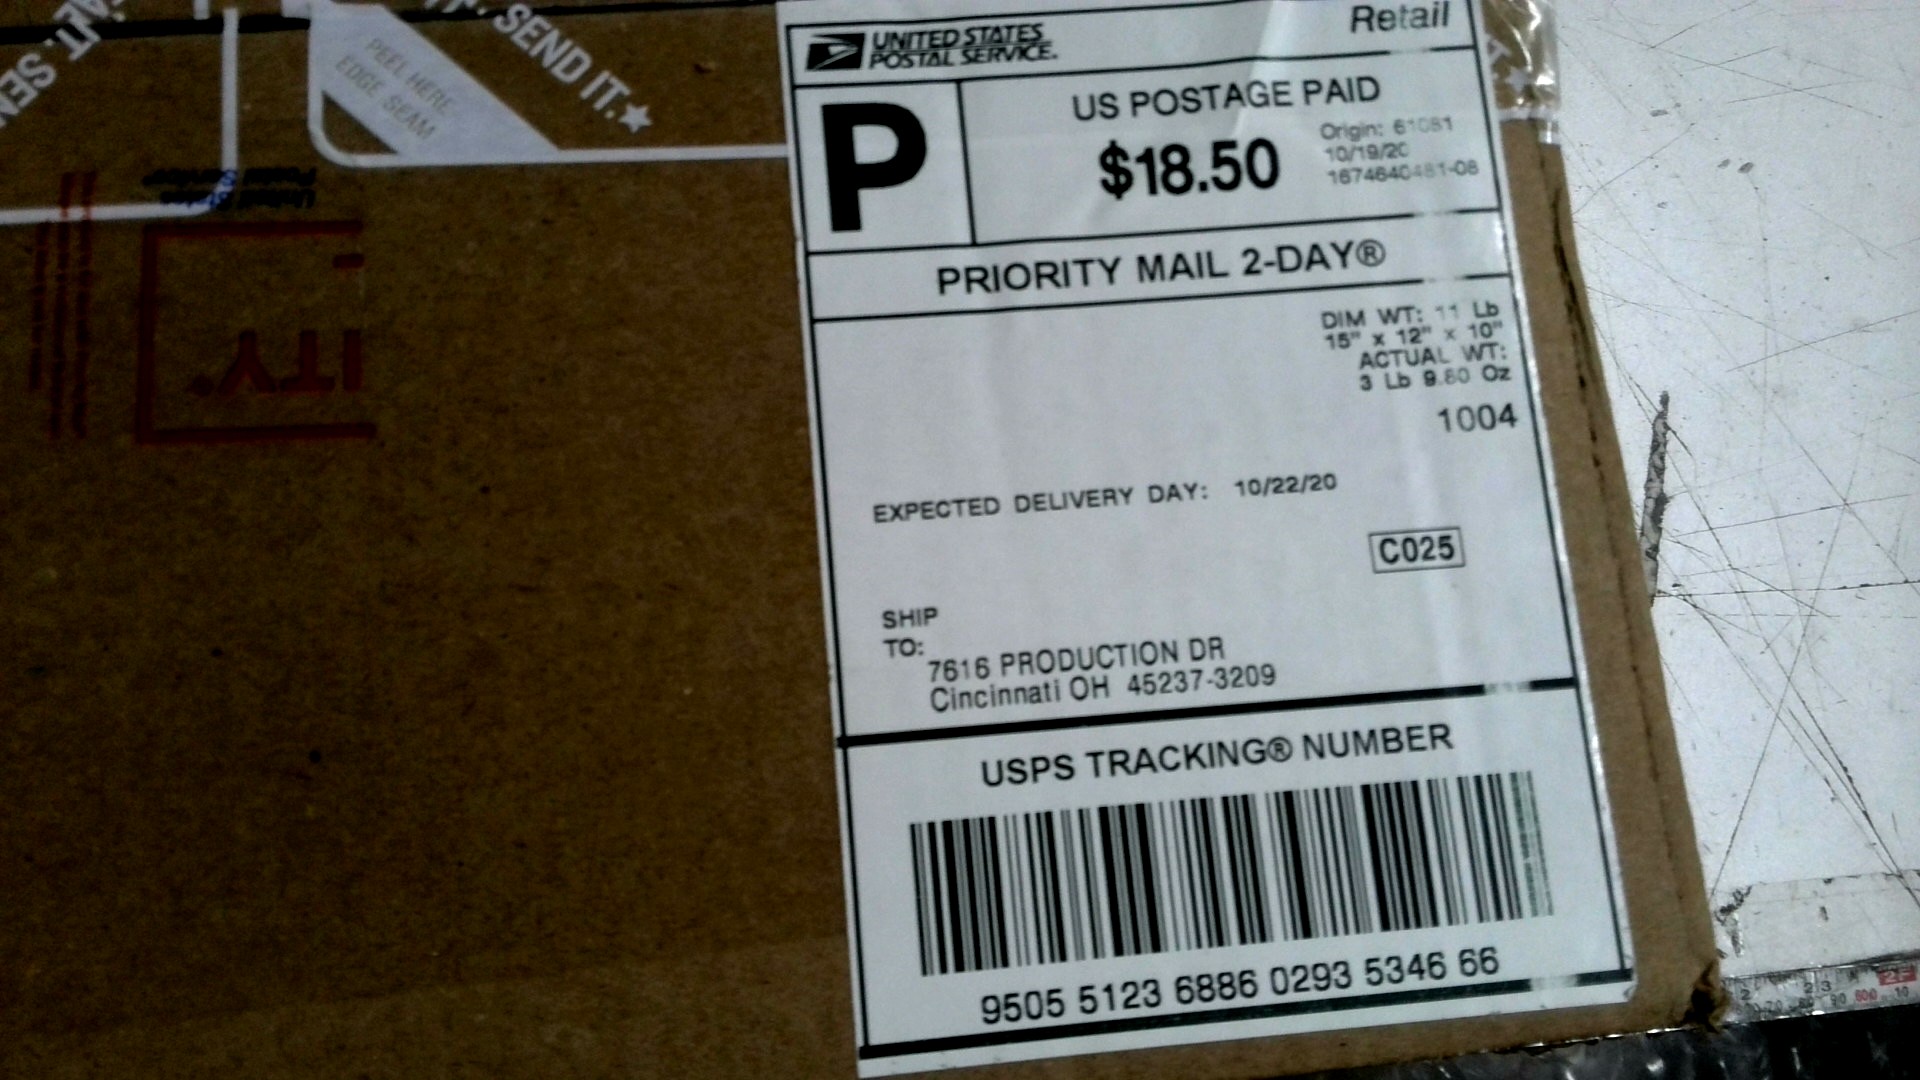 PEEL HERE
EDGE SEAM
SEND IT.
UNITED STATES
POSTAL SERVICE.
Retail
P
US POSTAGE PAID
$18.50
Origin: 61081
10/19/20
1674640481-08
PRIORITY MAIL 2-DAY®
DIM WT: 11 Lb
15" x 12" x 10"
ACTUAL WT:
3 Lb 9.60 Oz
1004
EXPECTED DELIVERY DAY: 10/22/20
C025
SHIP
TO:
7616 PRODUCTION DR
Cincinnati OH 45237-3209
USPS TRACKING® NUMBER
9505 5123 6886 0293 5346 66
ITY